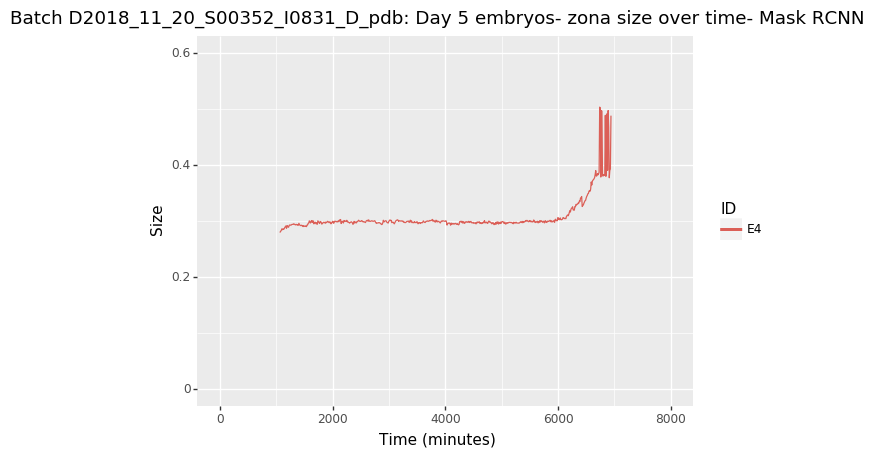 Batch D2018_11_20_S00352_I0831_D_pdb: Day 5 embryos- zona size over time- Mask RCNN
0.6
0.4
0.2
0
Size
0
2000
4000
6000
8000
Time (minutes)
ID
E4